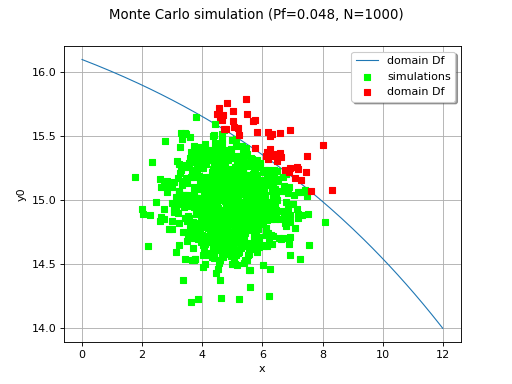 Monte Carlo simulation (Pf=0.048, N=1000)
domain Df
simulations
domain Df
16.0
15.5
15.0
14.5
14.0
y0
0
2
4
6
8
10
12
x